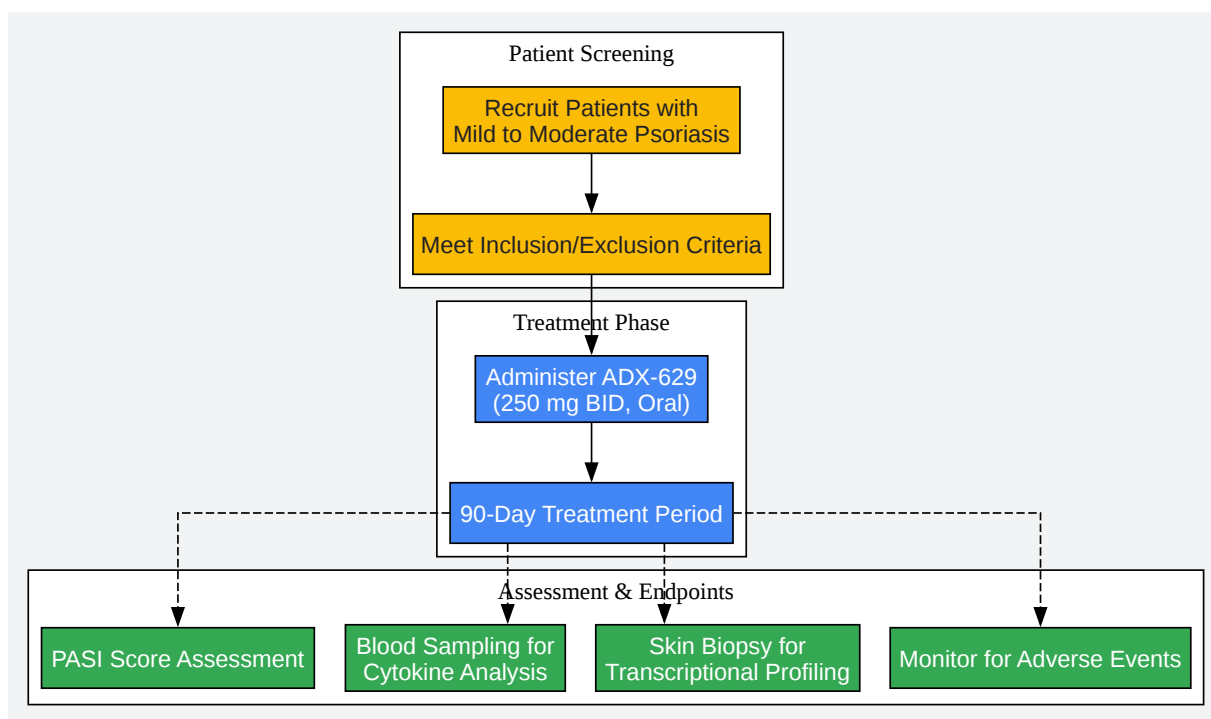 Patient Screening
Recruit Patients with
Mild to Moderate Psoriasis
Meet Inclusion/Exclusion Criteria
Treatment Phase
Administer ADX-629
(250 mg BID, Oral)
90-Day Treatment Period
Assessment & Endpoints
PASI Score Assessment
Blood Sampling for
Cytokine Analysis
Skin Biopsy for
Transcriptional Profiling
Monitor for Adverse Events